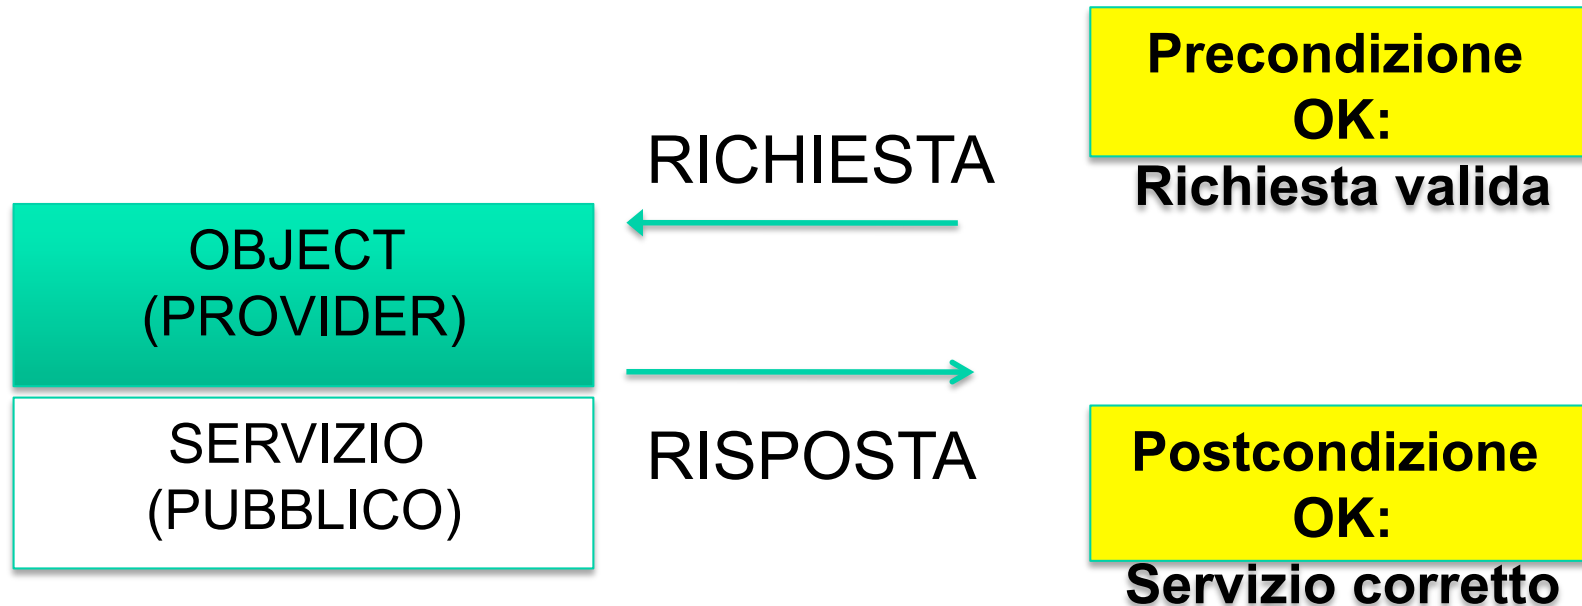 Precondizione
OK:
Richiesta valida
RICHIESTA
OBJECT
(PROVIDER)
SERVIZIO
(PUBBLICO)
RISPOSTA
Postcondizione
OK:
Servizio corretto